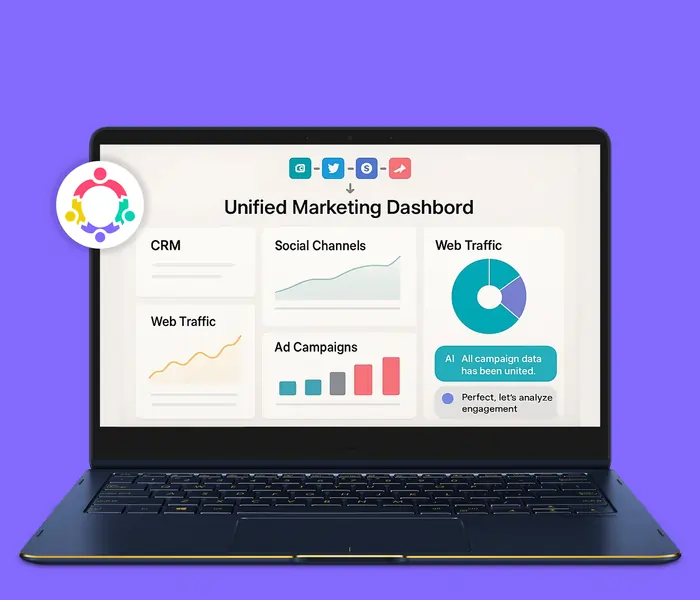 Unified Marketing Dashbord
CRM
Social Channels
Web Traffic
Web Traffic
Ad Campaigns
AI All campaign data
has been united.
Perfect, let's analyze
engagement